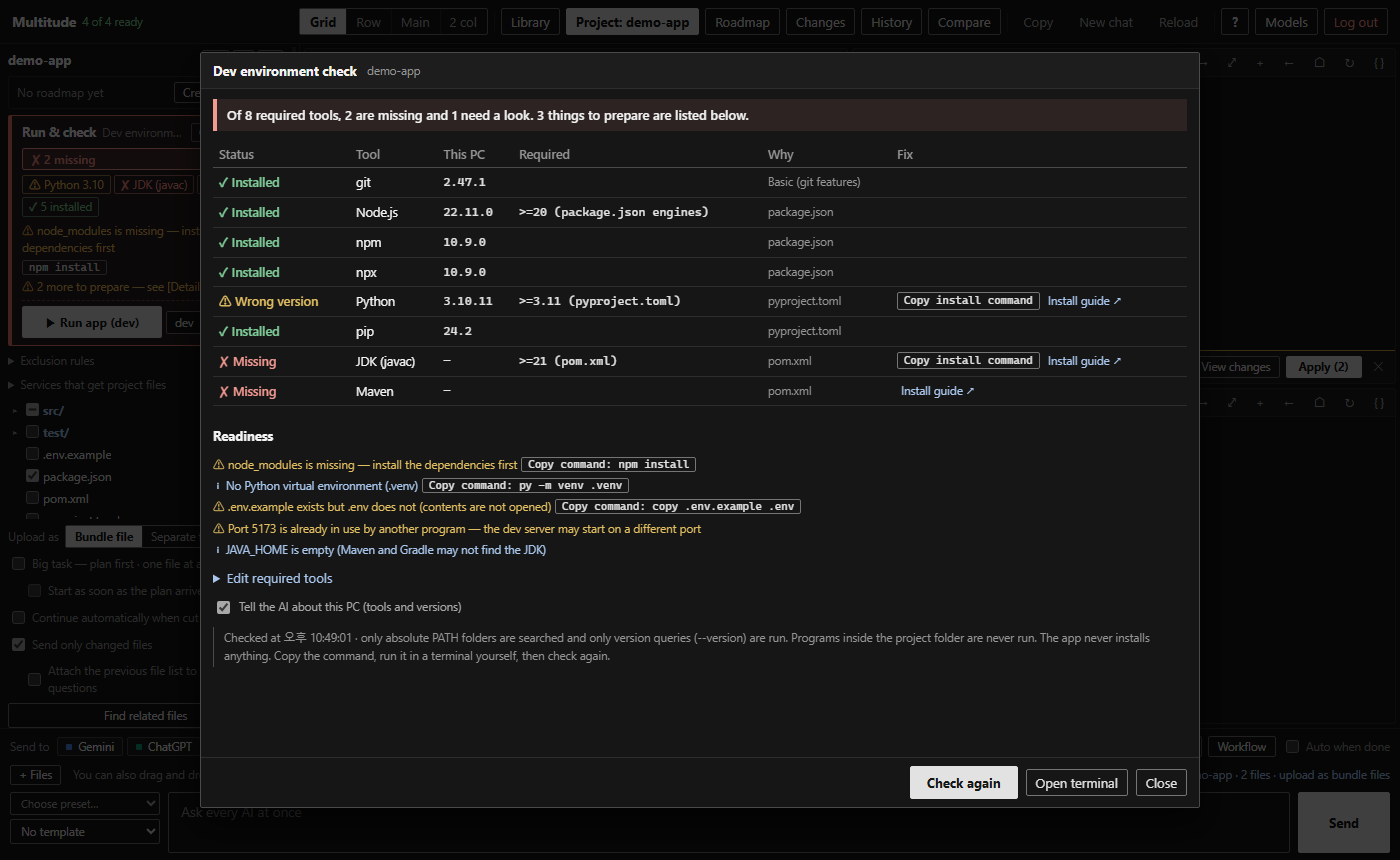 Multitude 4 of 4 ready
Grid Row Main 2 col Library Project: demo-app Roadmap Changes History Compare Copy New chat Reload ? Models Log out
demo-app
No roadmap yet
Run & check Dev environm...
✗ 2 missing
⚠ Python 3.10 ✗ JDK (javac)
✓ 5 installed
⚠ node_modules is missing — inst
dependencies first
npm install
⚠ 2 more to prepare — see [Detail
▶ Run app (dev) dev
▶ Exclusion rules
▶ Services that get project files
src/
test/
.env.example
package.json
pom.xml
Upload as Bundle file Separate
Big task — plan first · one file at a
Start as soon as the plan arrive
Continue automatically when cut
Send only changed files
Attach the previous file list to
questions
Find related files
Dev environment check demo-app
Of 8 required tools, 2 are missing and 1 need a look. 3 things to prepare are listed below.
Status Tool This PC Required Why Fix
✓ Installed git 2.47.1 Basic (git features)
✓ Installed Node.js 22.11.0 >=20 (package.json engines) package.json
✓ Installed npm 10.9.0 package.json
✓ Installed npx 10.9.0 package.json
⚠ Wrong version Python 3.10.11 >=3.11 (pyproject.toml) pyproject.toml Copy install command Install guide ↗
✓ Installed pip 24.2 pyproject.toml
✗ Missing JDK (javac) — >=21 (pom.xml) pom.xml Copy install command Install guide ↗
✗ Missing Maven — pom.xml Install guide ↗
Readiness
⚠ node_modules is missing — install the dependencies first Copy command: npm install
i No Python virtual environment (.venv) Copy command: py -m venv .venv
⚠ .env.example exists but .env does not (contents are not opened) Copy command: copy .env.example .env
⚠ Port 5173 is already in use by another program — the dev server may start on a different port
i JAVA_HOME is empty (Maven and Gradle may not find the JDK)
▶ Edit required tools
Tell the AI about this PC (tools and versions)
Checked at 오후 10:49:01 · only absolute PATH folders are searched and only version queries (--version) are run. Programs inside the project folder are never run. The app never installs
anything. Copy the command, run it in a terminal yourself, then check again.
Check again Open terminal Close
View changes Apply (2)
Send to Gemini ChatGPT Workflow Auto when done
+ Files You can also drag and dr o-app · 2 files · upload as bundle files
Choose preset...
No template
Ask every AI at once
Send